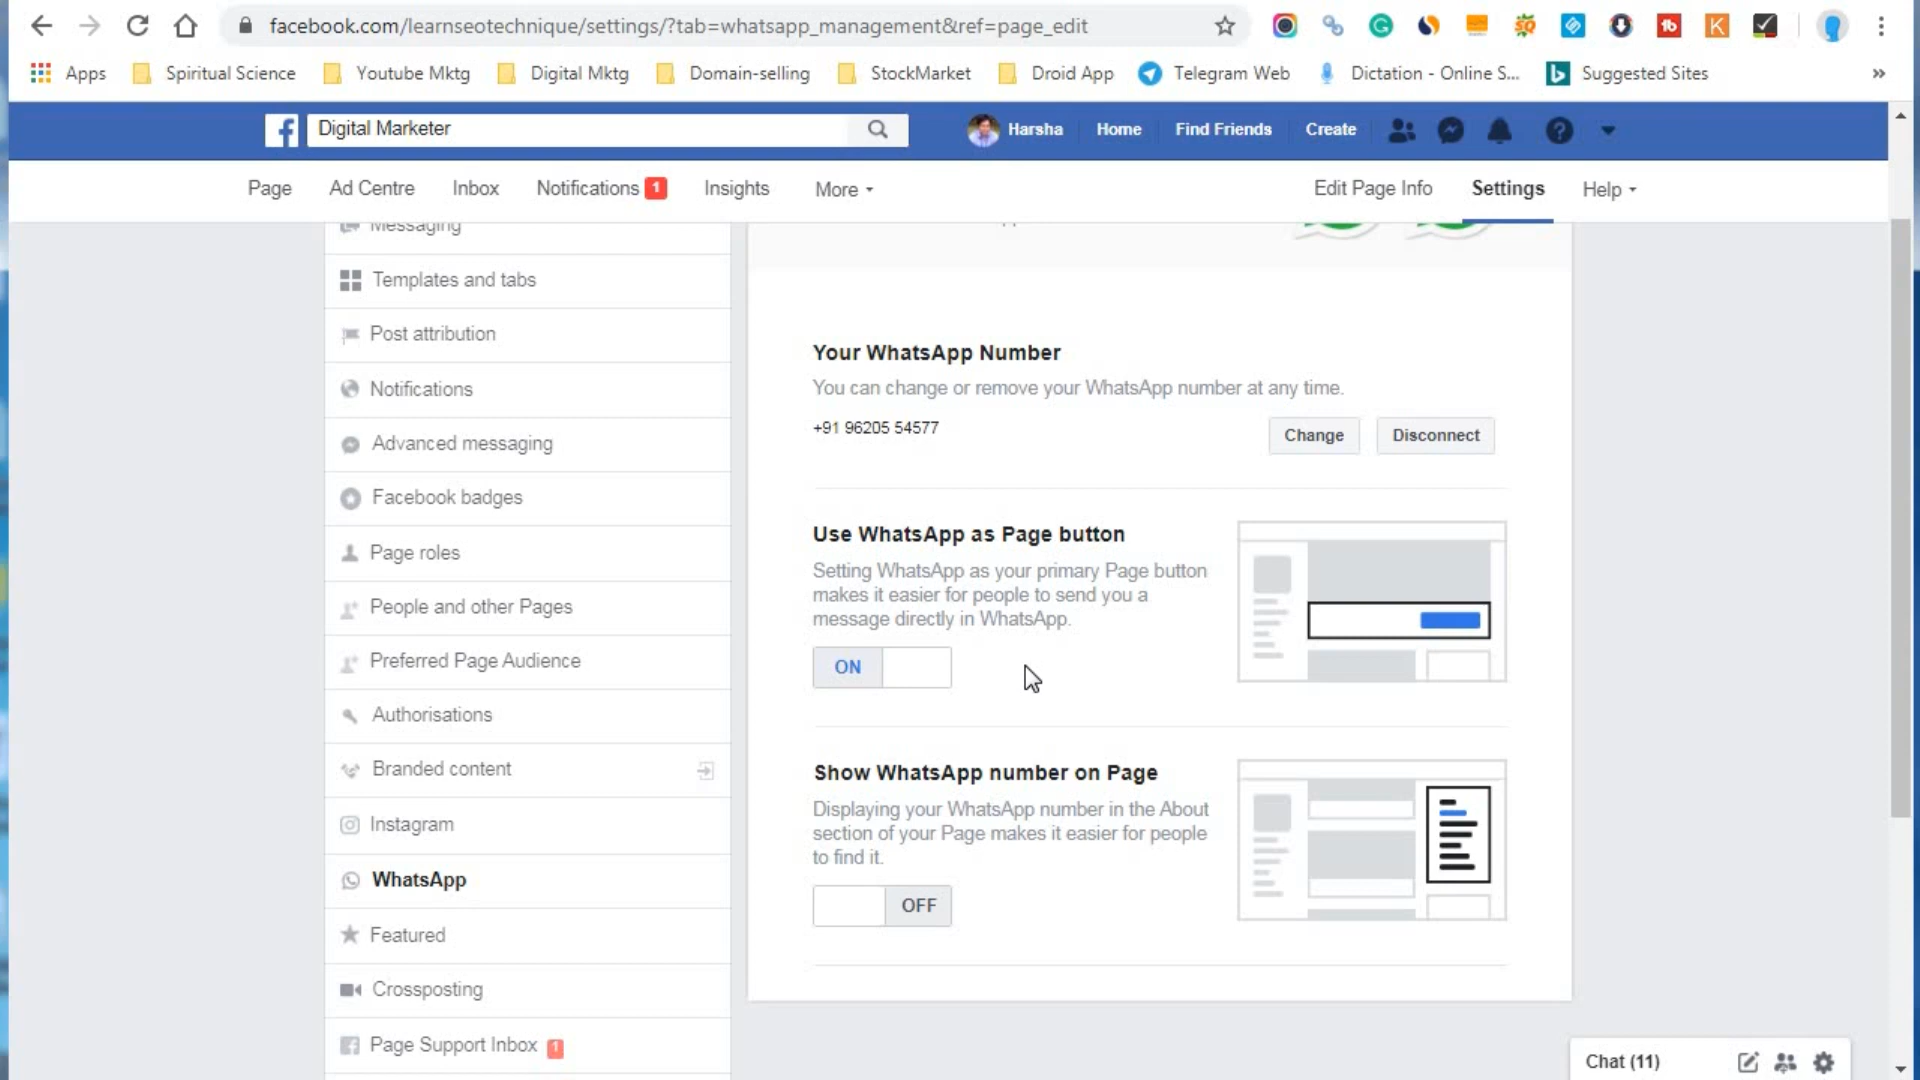 facebook.com/learnseotechnique/settings/?tab=whatsapp_management&ref=page_edit
Apps Spiritual Science Youtube Mktg Digital Mktg Domain-selling StockMarket Droid App Telegram Web Dictation - Online S... Suggested Sites »
Digital Marketer Harsha Home Find Friends Create
Page Ad Centre Inbox Notifications 1 Insights More Edit Page Info Settings Help
Messaging
Templates and tabs
Post attribution
Notifications
Advanced messaging
Facebook badges
Page roles
People and other Pages
Preferred Page Audience
Authorisations
Branded content
Instagram
WhatsApp
Featured
Crossposting
Page Support Inbox 1
Your WhatsApp Number
You can change or remove your WhatsApp number at any time.
+91 96205 54577 Change Disconnect
Use WhatsApp as Page button
Setting WhatsApp as your primary Page button
makes it easier for people to send you a
message directly in WhatsApp.
ON
Show WhatsApp number on Page
Displaying your WhatsApp number in the About
section of your Page makes it easier for people
to find it.
OFF
Chat (11)